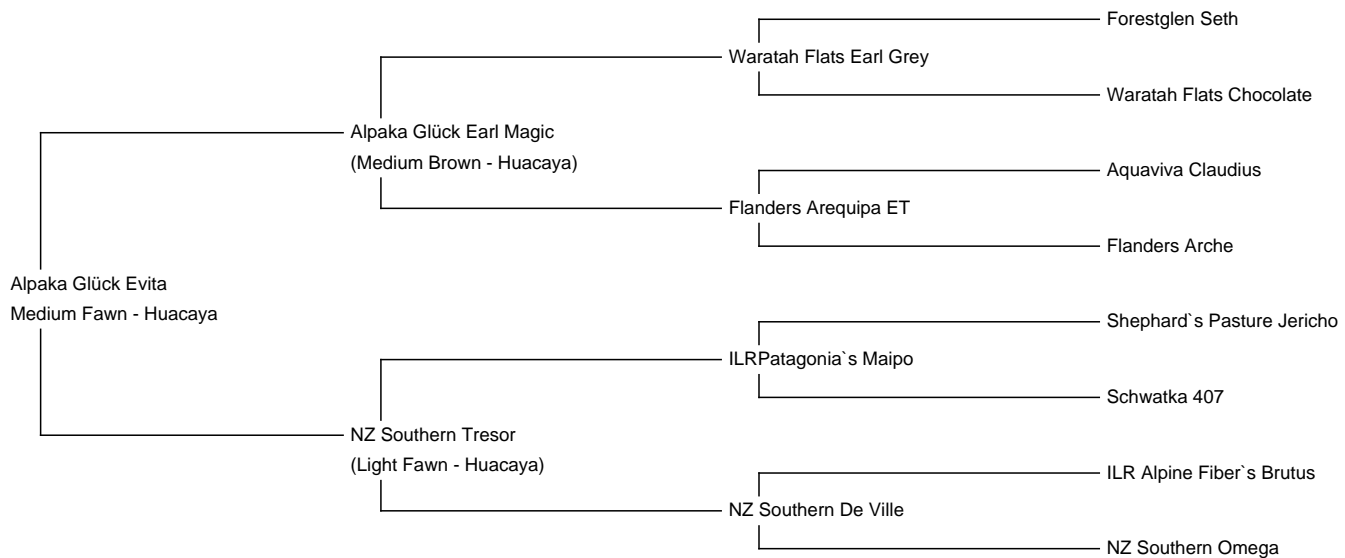 Forestglen Seth
Waratah Flats Earl Grey
Waratah Flats Chocolate
Alpaka Glück Earl Magic
(Medium Brown - Huacaya)
Aquaviva Claudius
Flanders Arequipa ET
Flanders Arche
Alpaka Glück Evita
Medium Fawn - Huacaya
Shephard`s Pasture Jericho
ILRPatagonia`s Maipo
Schwatka 407
NZ Southern Tresor
(Light Fawn - Huacaya)
ILR Alpine Fiber`s Brutus
NZ Southern De Ville
NZ Southern Omega